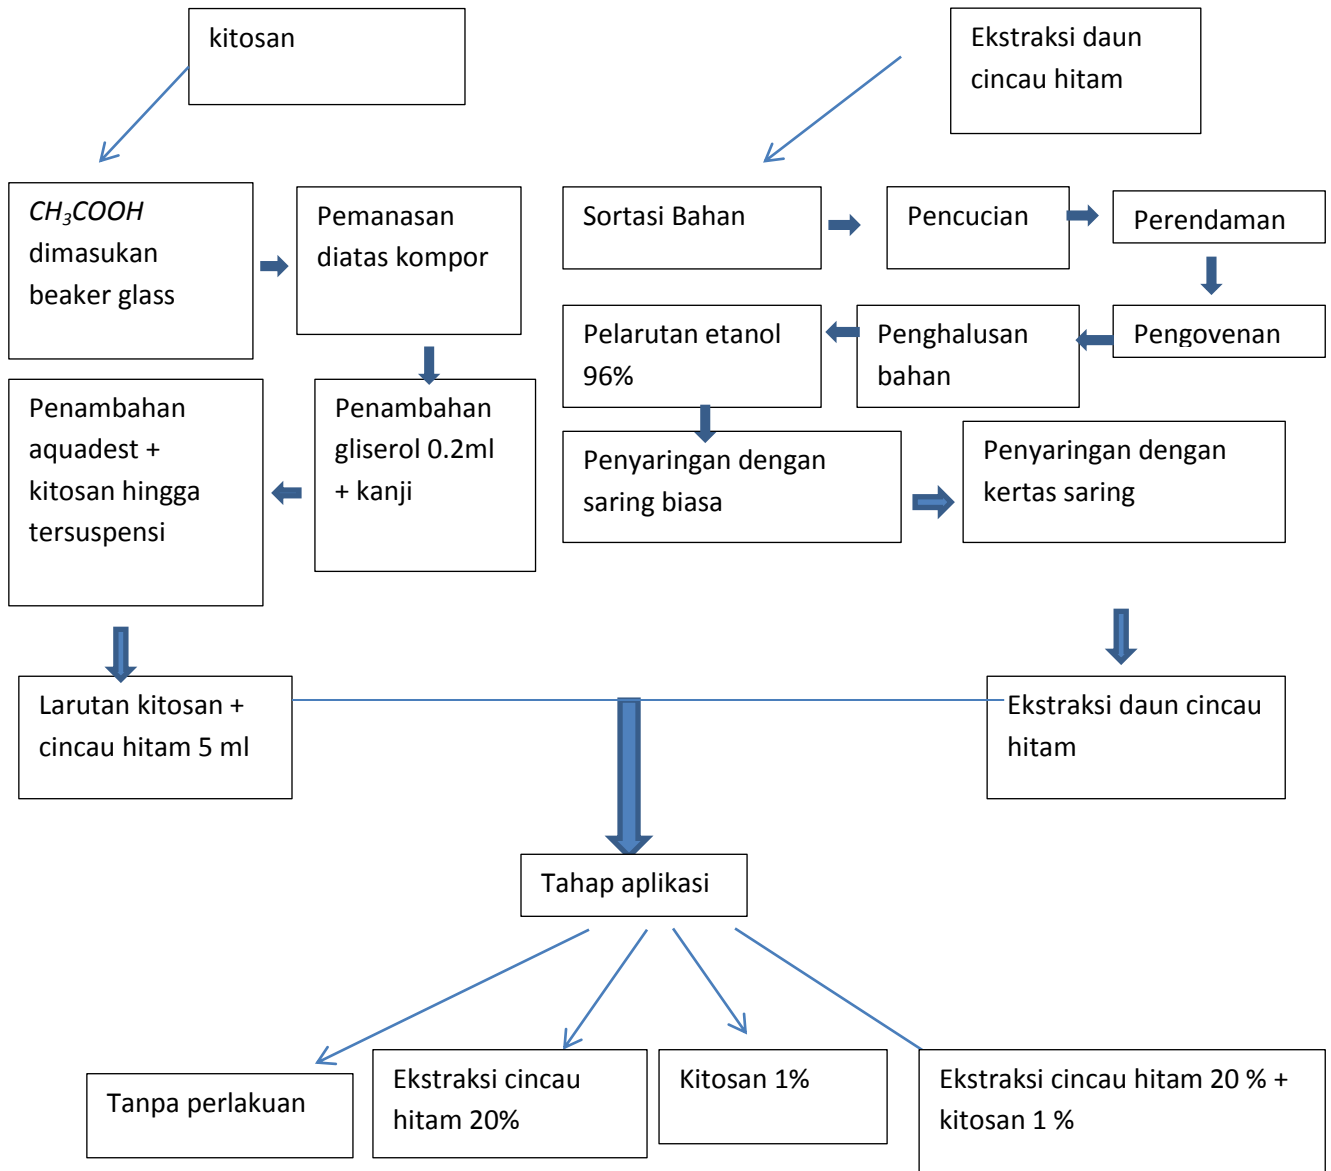 kitosan
Ekstraksi daun
cincau hitam
CH₃COOH
dimasukan
beaker glass
Pemanasan
diatas kompor
Sortasi Bahan
Pencucian
Perendaman
Pengovenan
Penghalusan
bahan
Pelarutan etanol
96%
Penambahan
gliserol 0.2ml
+ kanji
Penambahan
aquadest +
kitosan hingga
tersuspensi
Penyaringan dengan
saring biasa
Penyaringan dengan
kertas saring
Larutan kitosan +
cincau hitam 5 ml
Ekstraksi daun cincau
hitam
Tahap aplikasi
Tanpa perlakuan
Ekstraksi cincau
hitam 20%
Kitosan 1%
Ekstraksi cincau hitam 20 % +
kitosan 1 %